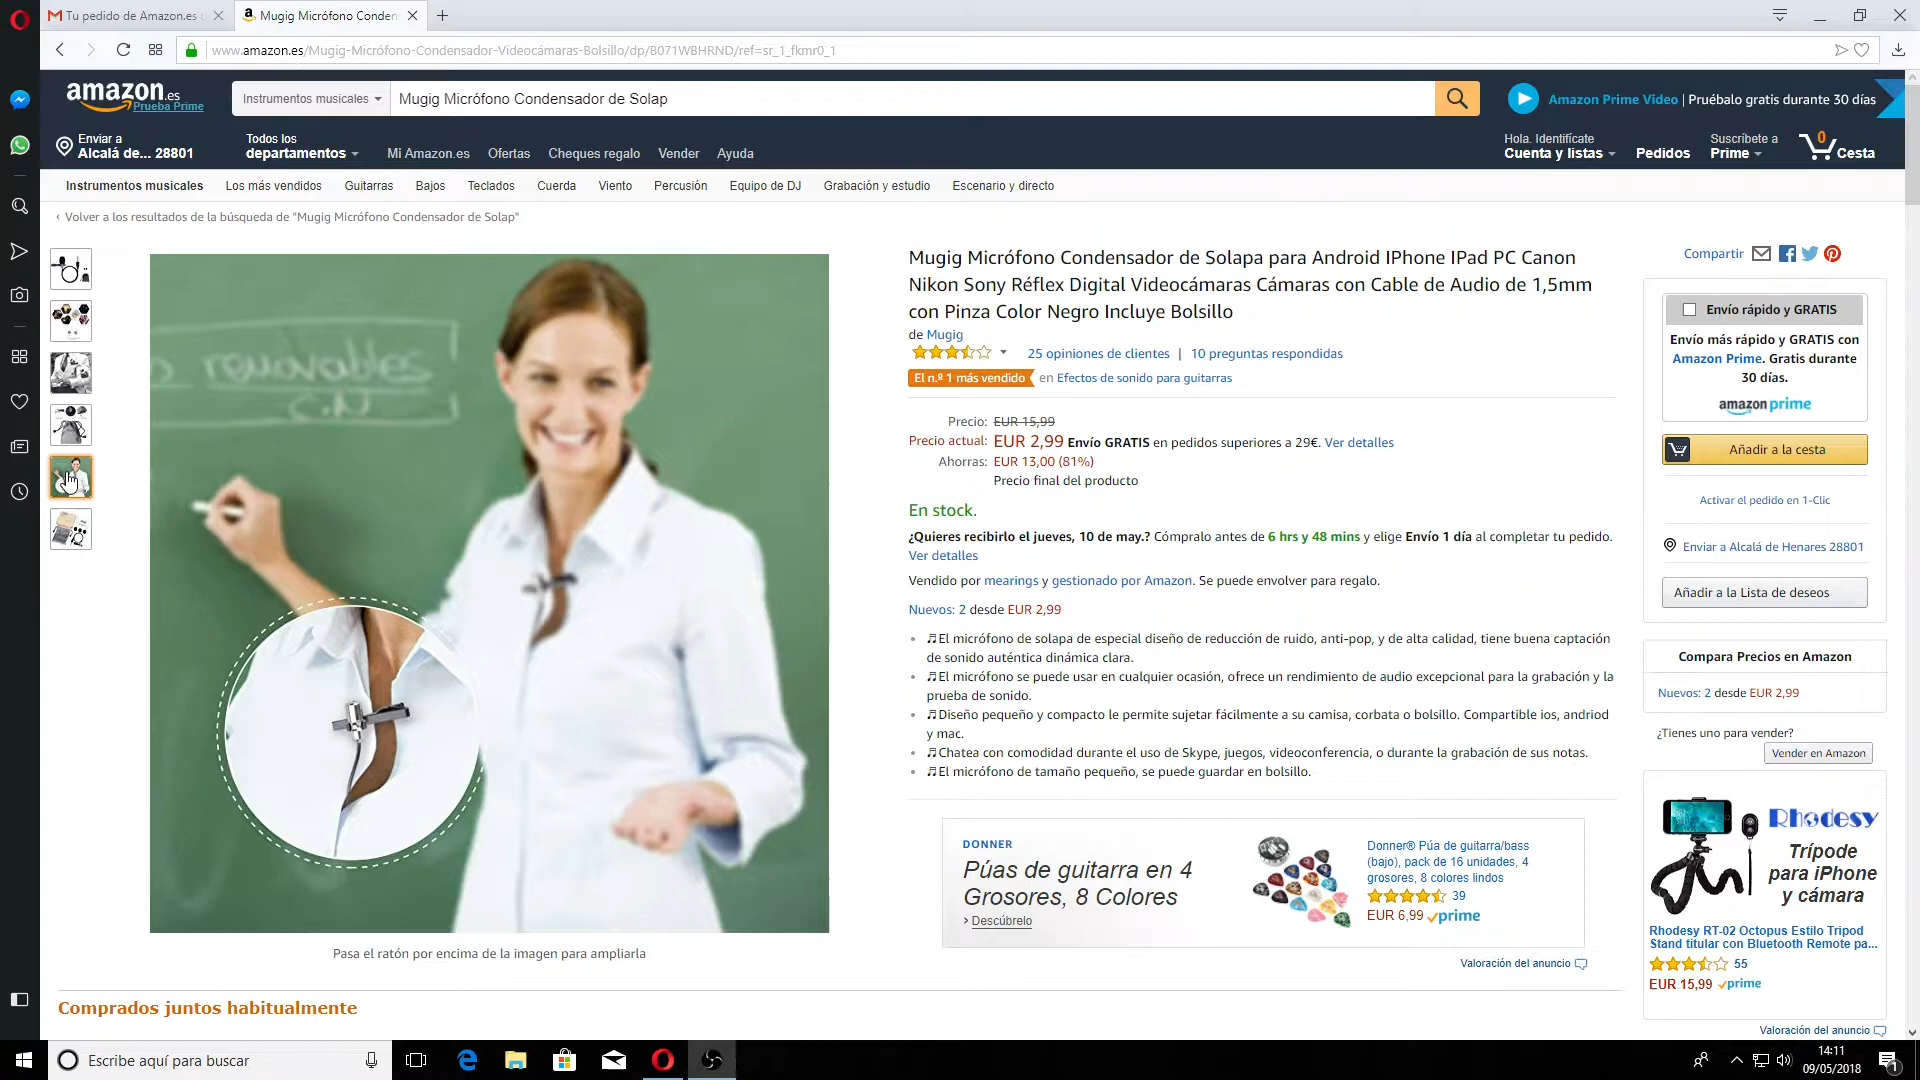 Tu pedido de Amazon.es
Mugig Micrófono Conden
www.amazon.es/Mugig-Micrófono-Condensador-Videocámaras-Bolsillo/dp/B071WBHRND/ref=sr_1_fkmr0_1
amazon.es
Prueba Prime
Instrumentos musicales
Mugig Micrófono Condensador de Solap
Amazon Prime Video | Pruébalo gratis durante 30 días
Enviar a
Alcalá de... 28801
Todos los
departamentos
Mi Amazon.es
Ofertas
Cheques regalo
Vender
Ayuda
Hola. Identifícate
Cuenta y listas
Pedidos
Suscríbete a
Prime
0
Cesta
Instrumentos musicales
Los más vendidos
Guitarras
Bajos
Teclados
Cuerda
Viento
Percusión
Equipo de DJ
Grabación y estudio
Escenario y directo
‹ Volver a los resultados de la búsqueda de "Mugig Micrófono Condensador de Solap"
renovables
C.N
Pasa el ratón por encima de la imagen para ampliarla
Mugig Micrófono Condensador de Solapa para Android IPhone IPad PC Canon
Nikon Sony Réflex Digital Videocámaras Cámaras con Cable de Audio de 1,5mm
con Pinza Color Negro Incluye Bolsillo
de Mugig
25 opiniones de clientes | 10 preguntas respondidas
El n.º 1 más vendido en Efectos de sonido para guitarras
Precio: EUR 15,99
Precio actual: EUR 2,99 Envío GRATIS en pedidos superiores a 29€. Ver detalles
Ahorras: EUR 13,00 (81%)
Precio final del producto
En stock.
¿Quieres recibirlo el jueves, 10 de may.? Cómpralo antes de 6 hrs y 48 mins y elige Envío 1 día al completar tu pedido.
Ver detalles
Vendido por mearings y gestionado por Amazon. Se puede envolver para regalo.
Nuevos: 2 desde EUR 2,99
• ♬El micrófono de solapa de especial diseño de reducción de ruido, anti-pop, y de alta calidad, tiene buena captación
de sonido auténtica dinámica clara.
• ♬El micrófono se puede usar en cualquier ocasión, ofrece un rendimiento de audio excepcional para la grabación y la
prueba de sonido.
• ♬Diseño pequeño y compacto le permite sujetar fácilmente a su camisa, corbata o bolsillo. Compartible ios, andriod
y mac.
• ♬Chatea con comodidad durante el uso de Skype, juegos, videoconferencia, o durante la grabación de sus notas.
• ♬El micrófono de tamaño pequeño, se puede guardar en bolsillo.
DONNER
Púas de guitarra en 4
Grosores, 8 Colores
› Descúbrelo
Donner® Púa de guitarra/bass
(bajo), pack de 16 unidades, 4
grosores, 8 colores lindos
39
EUR 6,99 prime
Valoración del anuncio
Compartir
Envío rápido y GRATIS
Envío más rápido y GRATIS con
Amazon Prime. Gratis durante
30 días.
amazon prime
Añadir a la cesta
Activar el pedido en 1-Clic
Enviar a Alcalá de Henares 28801
Añadir a la Lista de deseos
Compara Precios en Amazon
Nuevos: 2 desde EUR 2,99
¿Tienes uno para vender?
Vender en Amazon
Rhodesy
Trípode
para iPhone
y cámara
Rhodesy RT-02 Octopus Estilo Tripod
Stand titular con Bluetooth Remote pa...
55
EUR 15,99 prime
Valoración del anuncio
Comprados juntos habitualmente
Escribe aquí para buscar
14:11
09/05/2018
1